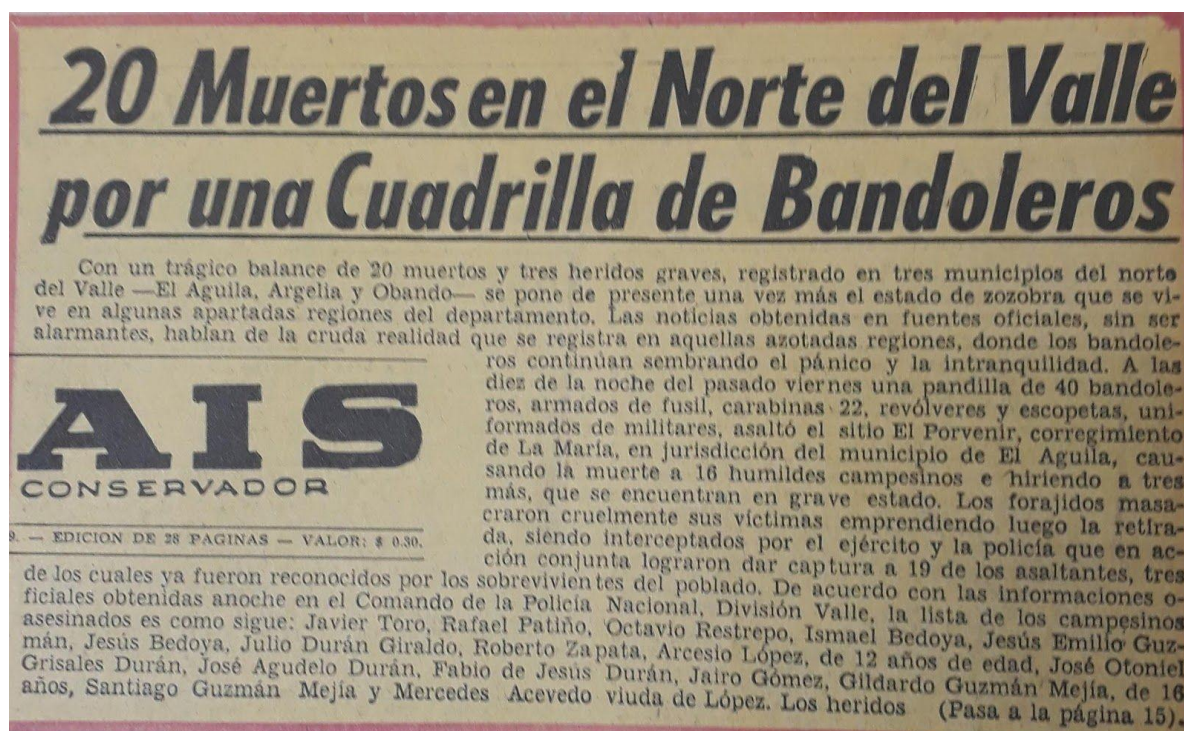 20 Muertos en el Norte del Valle
por una Cuadrilla de Bandoleros
Con un trágico balance de 20 muertos y tres heridos graves, registrado en tres municipios del norte
del Valle —El Aguila, Argelia y Obando— se pone de presente una vez más el estado de zozobra que se vi-
ve en algunas apartadas regiones del departamento. Las noticias obtenidas en fuentes oficiales, sin ser
alarmantes, hablan de la cruda realidad que se registra en aquellas azotadas regiones, donde los bandole-
ros continúan sembrando el pánico y la intranquilidad. A las
diez de la noche del pasado viernes una pandilla de 40 bandole-
ros, armados de fusil, carabinas 22, revólveres y escopetas, uni-
formados de militares, asaltó el sitio El Porvenir, corregimiento
de La María, en jurisdicción del municipio de El Aguila, cau-
sando la muerte a 16 humildes campesinos e hiriendo a tres
más, que se encuentran en grave estado. Los forajidos masa-
craron cruelmente sus víctimas emprendiendo luego la retira-
da, siendo interceptados por el ejército y la policía que en ac-
ción conjunta lograron dar captura a 19 de los asaltantes, tres
AIS
CONSERVADOR
9. — EDICION DE 28 PAGINAS — VALOR: $ 0.30.
de los cuales ya fueron reconocidos por los sobrevivientes del poblado. De acuerdo con las informaciones o-
ficiales obtenidas anoche en el Comando de la Policía Nacional, División Valle, la lista de los campesinos
asesinados es como sigue: Javier Toro, Rafael Patiño, Octavio Restrepo, Ismael Bedoya, Jesús Emilio Guz-
mán, Jesús Bedoya, Julio Durán Giraldo, Roberto Zapata, Arcesio López, de 12 años de edad, José Otoniel
Grisales Durán, José Agudelo Durán, Fabio de Jesús Durán, Jairo Gómez, Gildardo Guzmán Mejía, de 16
años, Santiago Guzmán Mejía y Mercedes Acevedo viuda de López. Los heridos (Pasa a la página 15).